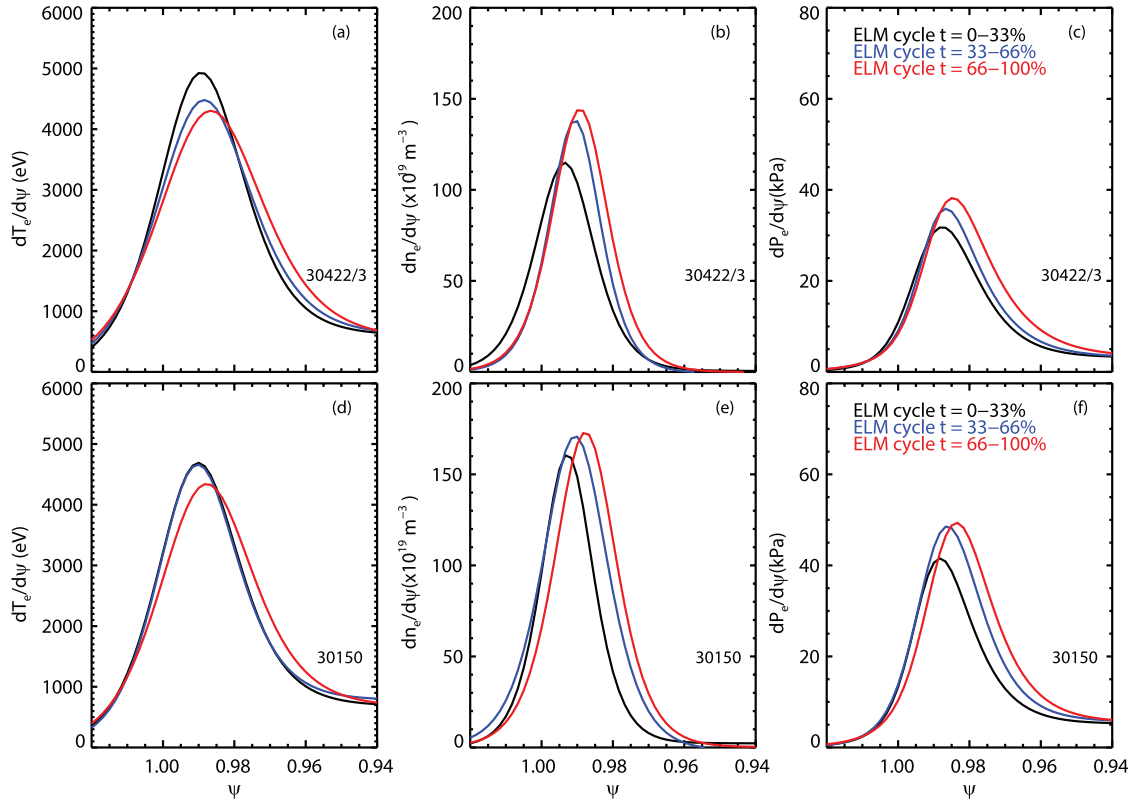 (a)
6000
5000
4000
3000
2000
1000
0
dTₑ/dψ (eV)
30422/3
(b)
200
150
100
50
0
dnₑ/dψ (x10¹⁹ m⁻³ )
30422/3
ELM cycle t = 0−33%
ELM cycle t = 33−66%
ELM cycle t = 66−100%
(c)
80
60
40
20
0
dPₑ/dψ(kPa)
30422/3
(d)
6000
5000
4000
3000
2000
1000
0
dTₑ/dψ (eV)
30150
1.00 0.98 0.96 0.94
ψ
(e)
200
150
100
50
0
dnₑ/dψ(x10¹⁹ m⁻³ )
30150
1.00 0.98 0.96 0.94
ψ
ELM cycle t = 0−33%
ELM cycle t = 33−66%
ELM cycle t = 66−100%
(f)
80
60
40
20
0
dPₑ/dψ(kPa)
30150
1.00 0.98 0.96 0.94
ψ